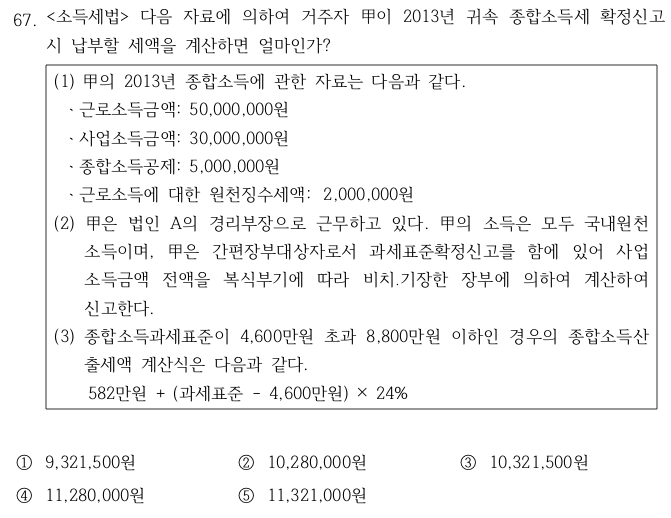 67. <소득세법> 다음 자료에 의하여 거주자 甲이 2013년 귀속 종합소득세 확정신고
시 납부할 세액을 계산하면 얼마인가?
(1) 甲의 2013년 종합소득에 관한 자료는 다음과 같다.
ㆍ근로소득금액: 50,000,000원
ㆍ사업소득금액: 30,000,000원
ㆍ종합소득공제: 5,000,000원
ㆍ근로소득에 대한 원천징수세액: 2,000,000원
(2) 甲은 법인 A의 경리부장으로 근무하고 있다. 甲의 소득은 모두 국내원천
소득이며, 甲은 간편장부대상자로서 과세표준확정신고를 함에 있어 사업
소득금액 전액을 복식부기에 따라 비치.기장한 장부에 의하여 계산하여
신고한다.
(3) 종합소득과세표준이 4,600만원 초과 8,800만원 이하인 경우의 종합소득산
출세액 계산식은 다음과 같다.
582만원 + (과세표준 - 4,600만원) × 24%
① 9,321,500원 ② 10,280,000원 ③ 10,321,500원
④ 11,280,000원 ⑤ 11,321,000원